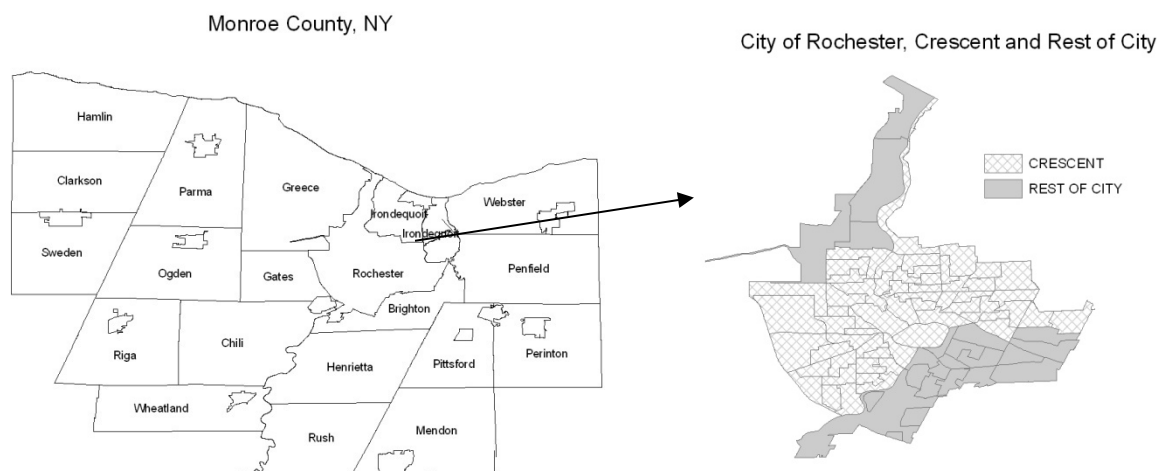 Monroe County, NY
City of Rochester, Crescent and Rest of City
Hamlin
Clarkson
Parma
Greece
Irondequoit
Irondequoit
Webster
CRESCENT
REST OF CITY
Sweden
Ogden
Gates
Rochester
Penfield
Brighton
Riga
Chili
Henrietta
Pittsford
Perinton
Wheatland
Rush
Mendon